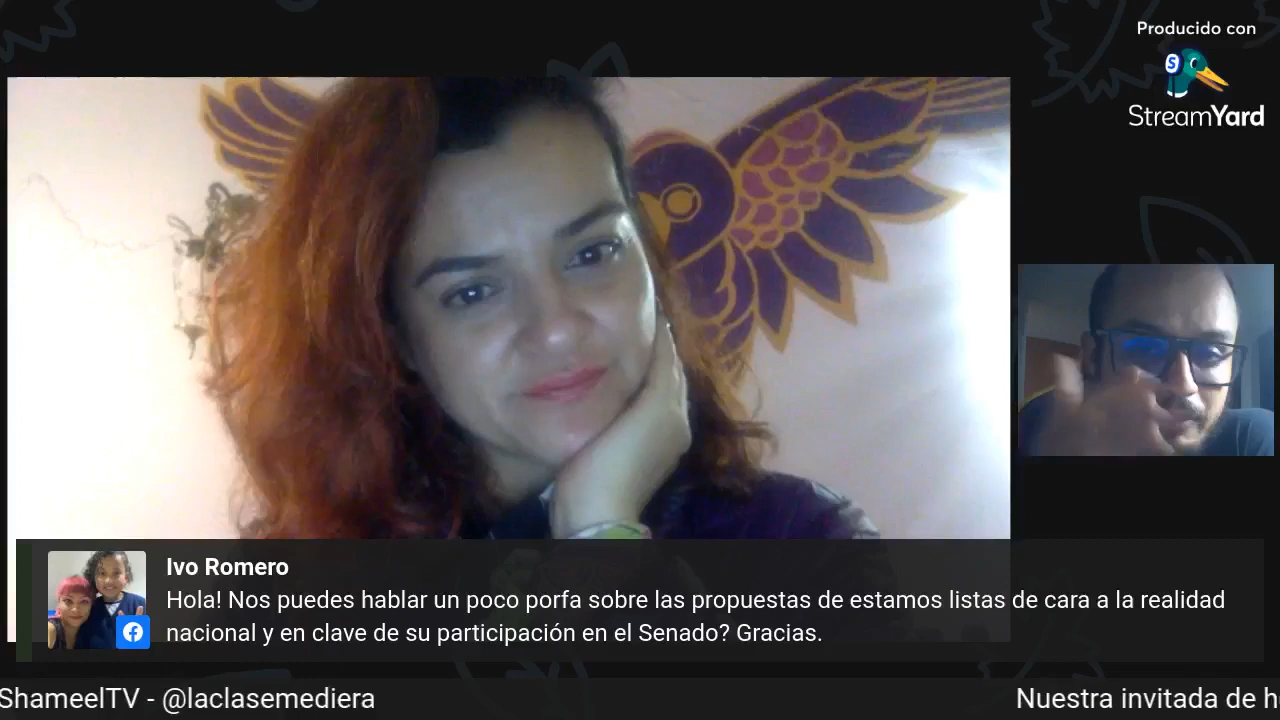 Producido con
StreamYard
Ivo Romero
Hola! Nos puedes hablar un poco porfa sobre las propuestas de estamos listas de cara a la realidad
nacional y en clave de su participación en el Senado? Gracias.
ShameelTV - @laclasemediera
Nuestra invitada de h